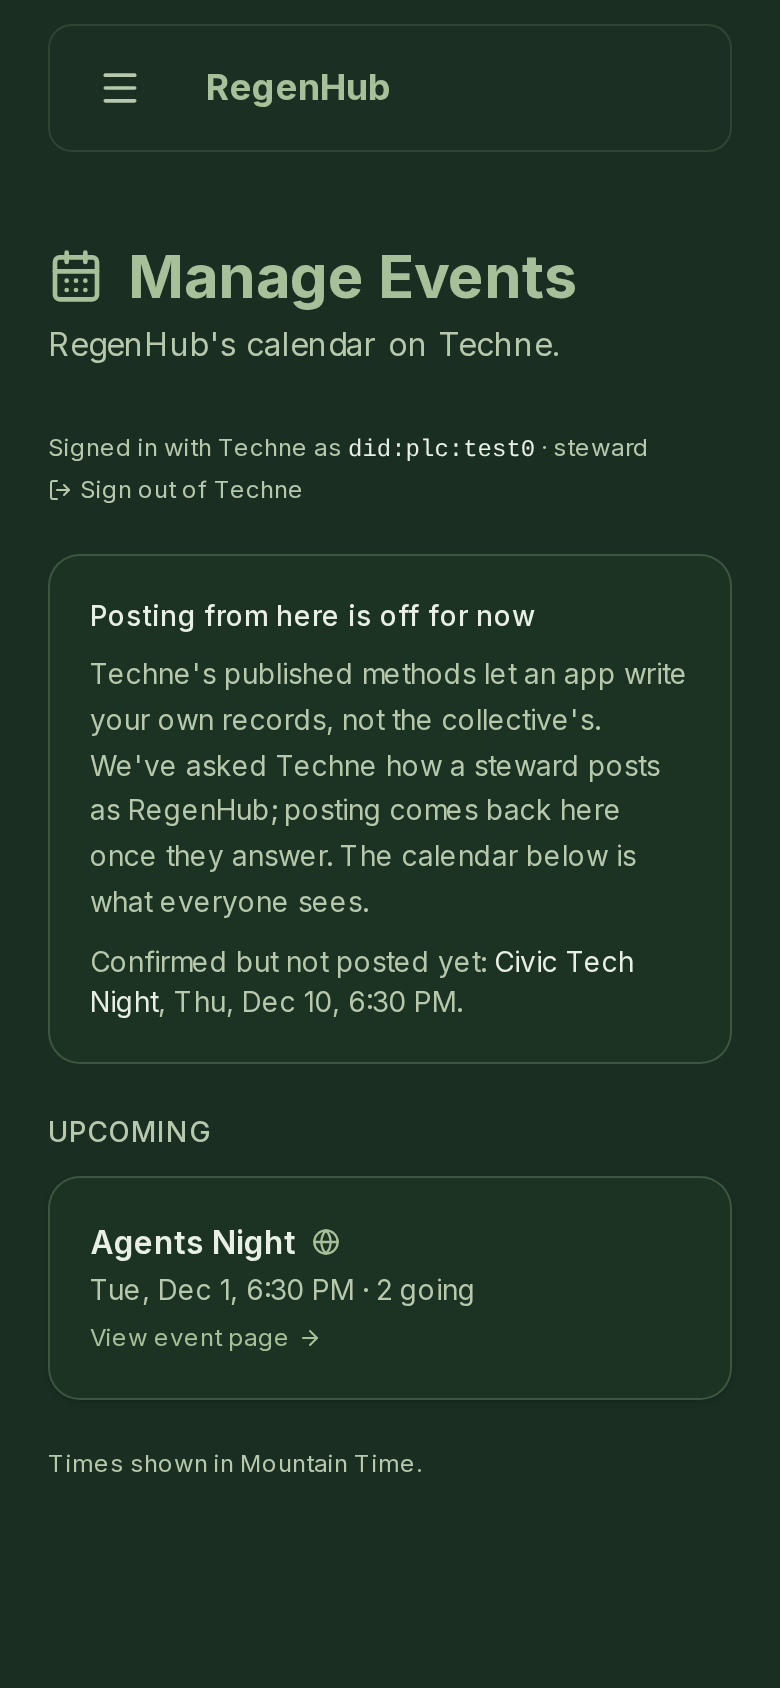 RegenHub
Manage Events
RegenHub's calendar on Techne.
Signed in with Techne as did:plc:test0 · steward
Sign out of Techne
Posting from here is off for now
Techne's published methods let an app write
your own records, not the collective's.
We've asked Techne how a steward posts
as RegenHub; posting comes back here
once they answer. The calendar below is
what everyone sees.
Confirmed but not posted yet: Civic Tech
Night, Thu, Dec 10, 6:30 PM.
UPCOMING
Agents Night
Tue, Dec 1, 6:30 PM · 2 going
View event page →
Times shown in Mountain Time.